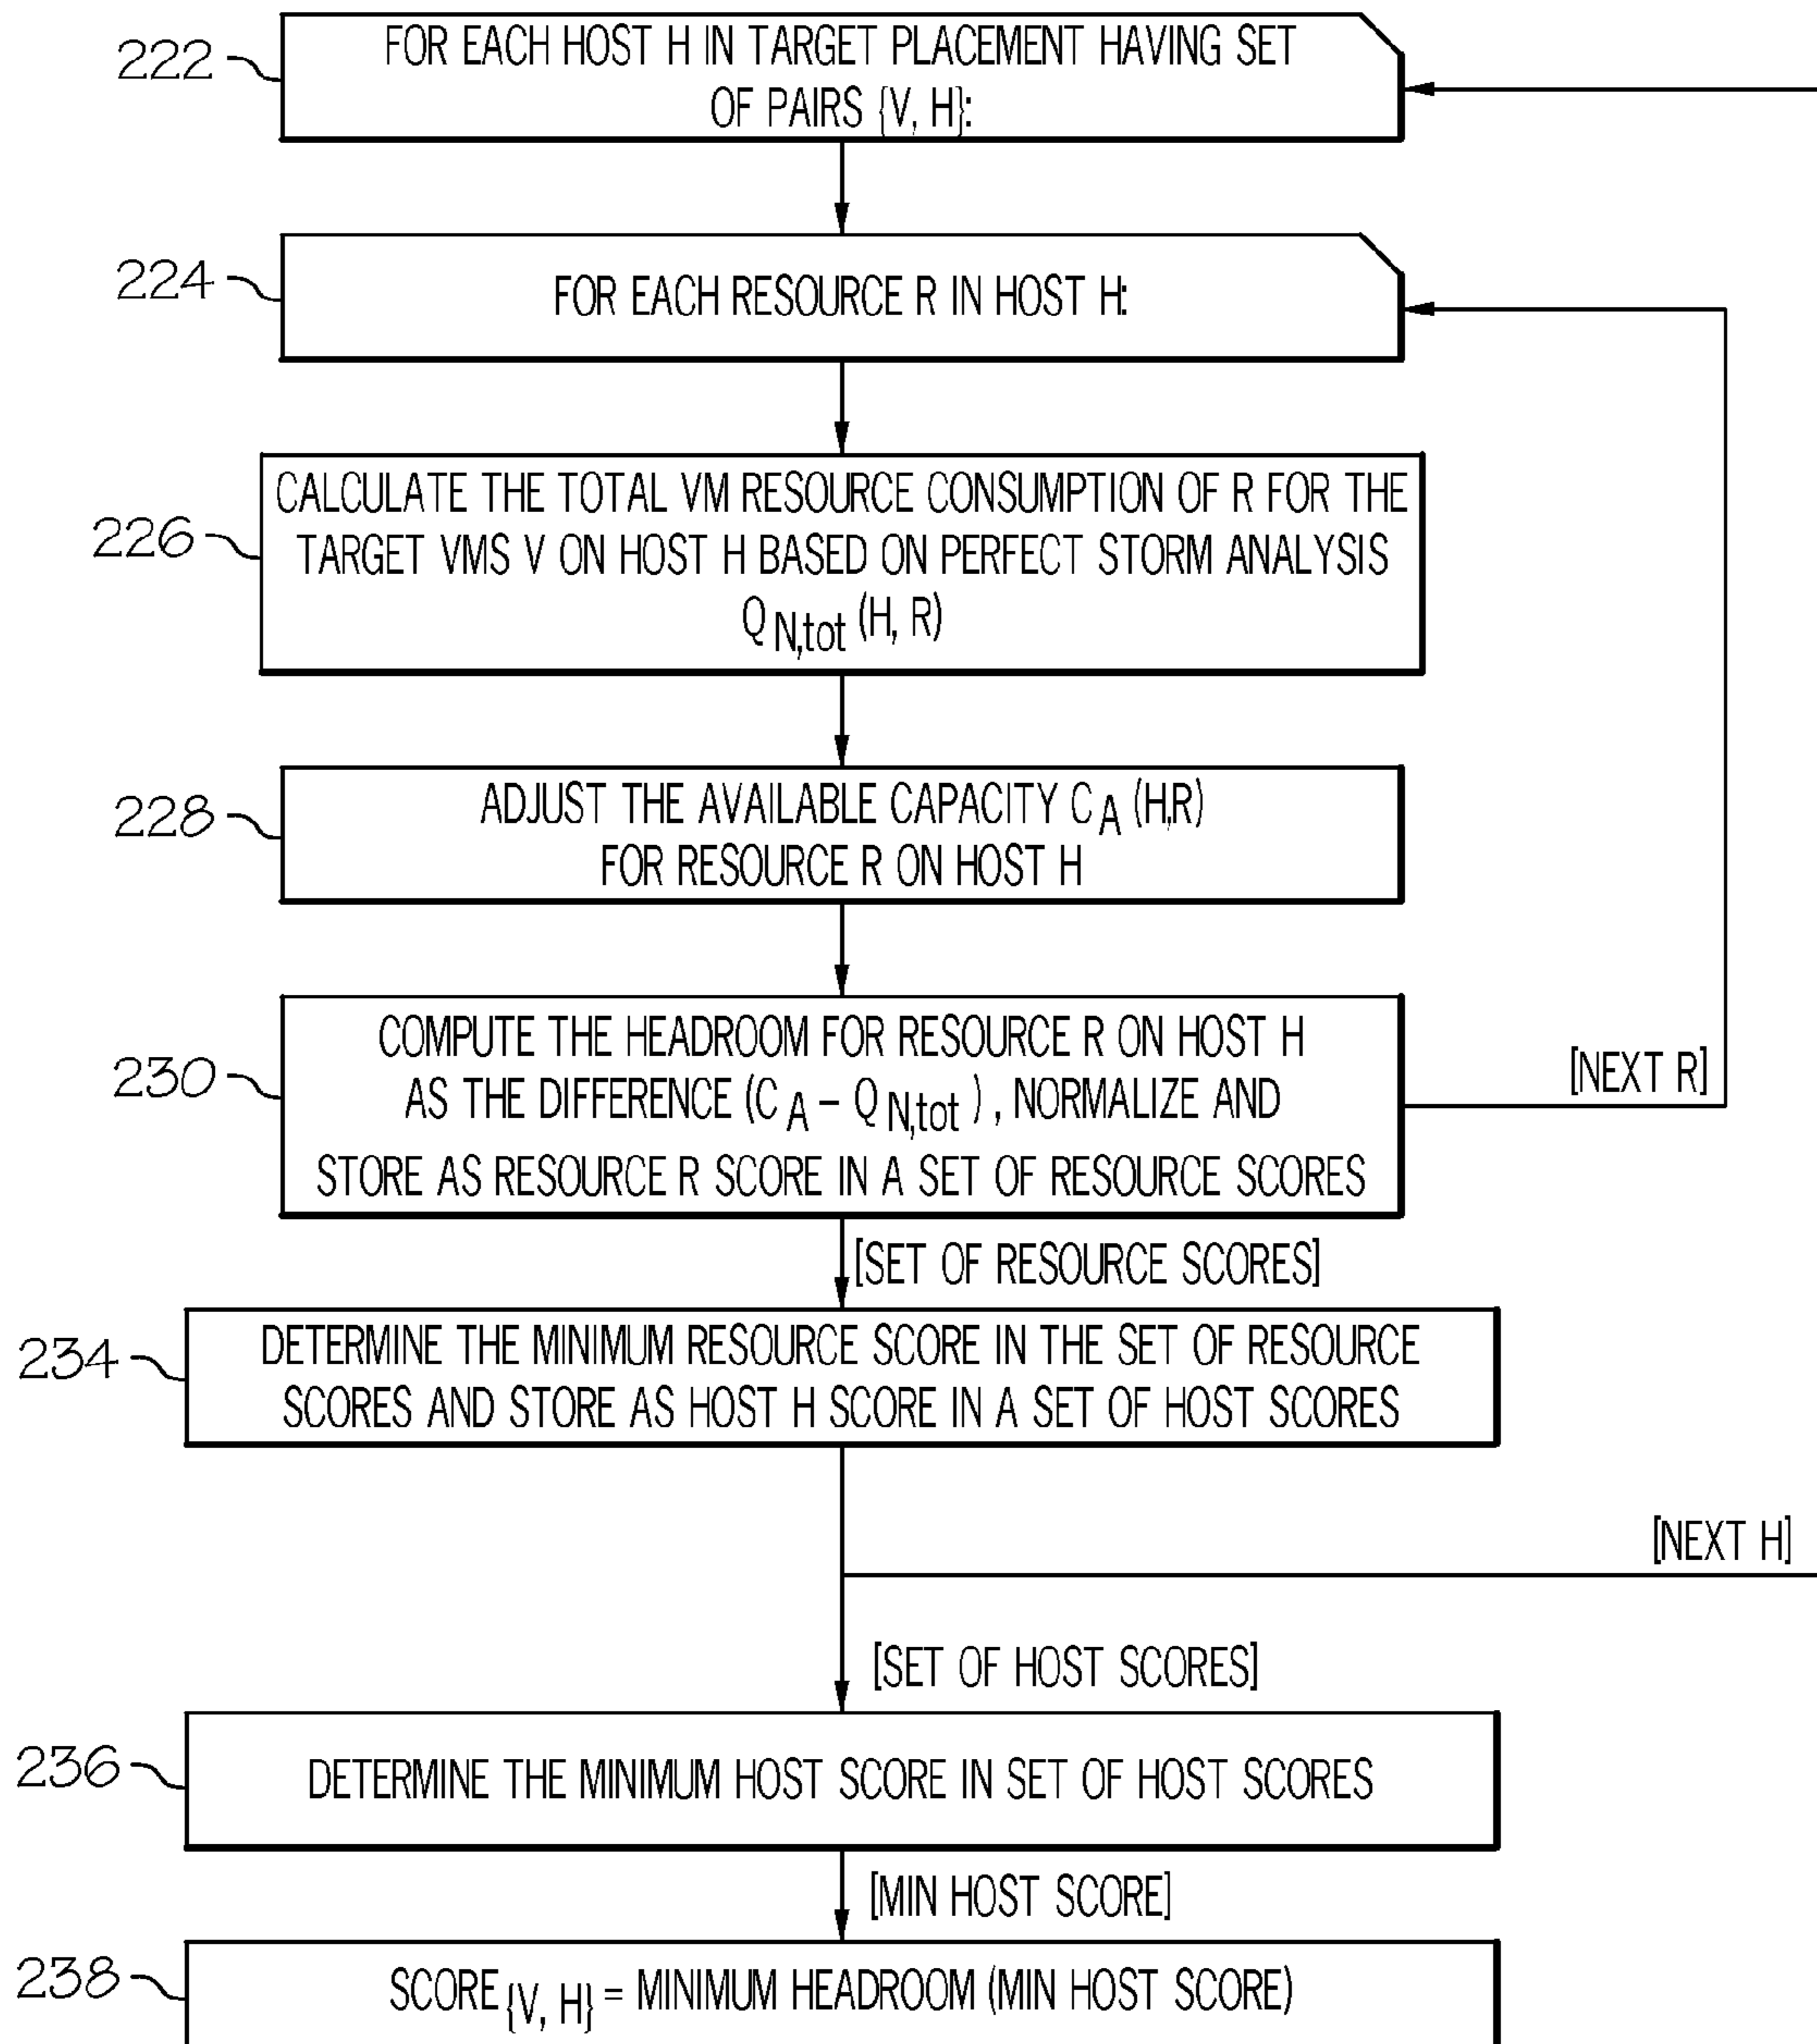 222
FOR EACH HOST H IN TARGET PLACEMENT HAVING SET
OF PAIRS {V, H}:
224
FOR EACH RESOURCE R IN HOST H:
226
CALCULATE THE TOTAL VM RESOURCE CONSUMPTION OF R FOR THE
TARGET VMS V ON HOST H BASED ON PERFECT STORM ANALYSIS
Q N,tot (H, R)
228
ADJUST THE AVAILABLE CAPACITY C A (H,R)
FOR RESOURCE R ON HOST H
230
COMPUTE THE HEADROOM FOR RESOURCE R ON HOST H
AS THE DIFFERENCE (C A – Q N,tot ) , NORMALIZE AND
STORE AS RESOURCE R SCORE IN A SET OF RESOURCE SCORES
[NEXT R]
[SET OF RESOURCE SCORES]
234
DETERMINE THE MINIMUM RESOURCE SCORE IN THE SET OF RESOURCE
SCORES AND STORE AS HOST H SCORE IN A SET OF HOST SCORES
[NEXT H]
[SET OF HOST SCORES]
236
DETERMINE THE MINIMUM HOST SCORE IN SET OF HOST SCORES
[MIN HOST SCORE]
238
SCORE {V, H} = MINIMUM HEADROOM (MIN HOST SCORE)